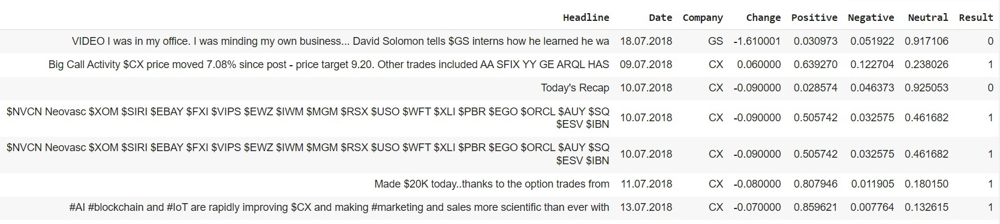 Headline Date Company Change Positive Negative Neutral Result
VIDEO I was in my office. I was minding my own business... David Solomon tells $GS interns how he learned he wa 18.07.2018 GS -1.610001 0.030973 0.051922 0.917106 0
Big Call Activity $CX price moved 7.08% since post - price target 9.20. Other trades included AA SFIX YY GE ARQL HAS 09.07.2018 CX 0.060000 0.639270 0.122704 0.238026 1
Today's Recap 10.07.2018 CX -0.090000 0.028574 0.046373 0.925053 0
$NVCN Neovasc $XOM $SIRI $EBAY $FXI $VIPS $EWZ $IWM $MGM $RSX $USO $WFT $XLI $PBR $EGO $ORCL $AUY $SQ
$ESV $IBN 10.07.2018 CX -0.090000 0.505742 0.032575 0.461682 1
$NVCN Neovasc $XOM $SIRI $EBAY $FXI $VIPS $EWZ $IWM $MGM $RSX $USO $WFT $XLI $PBR $EGO $ORCL $AUY $SQ
$ESV $IBN 10.07.2018 CX -0.090000 0.505742 0.032575 0.461682 1
Made $20K today..thanks to the option trades from 11.07.2018 CX -0.080000 0.807946 0.011905 0.180150 1
#AI #blockchain and #IoT are rapidly improving $CX and making #marketing and sales more scientific than ever with 13.07.2018 CX -0.070000 0.859621 0.007764 0.132615 1